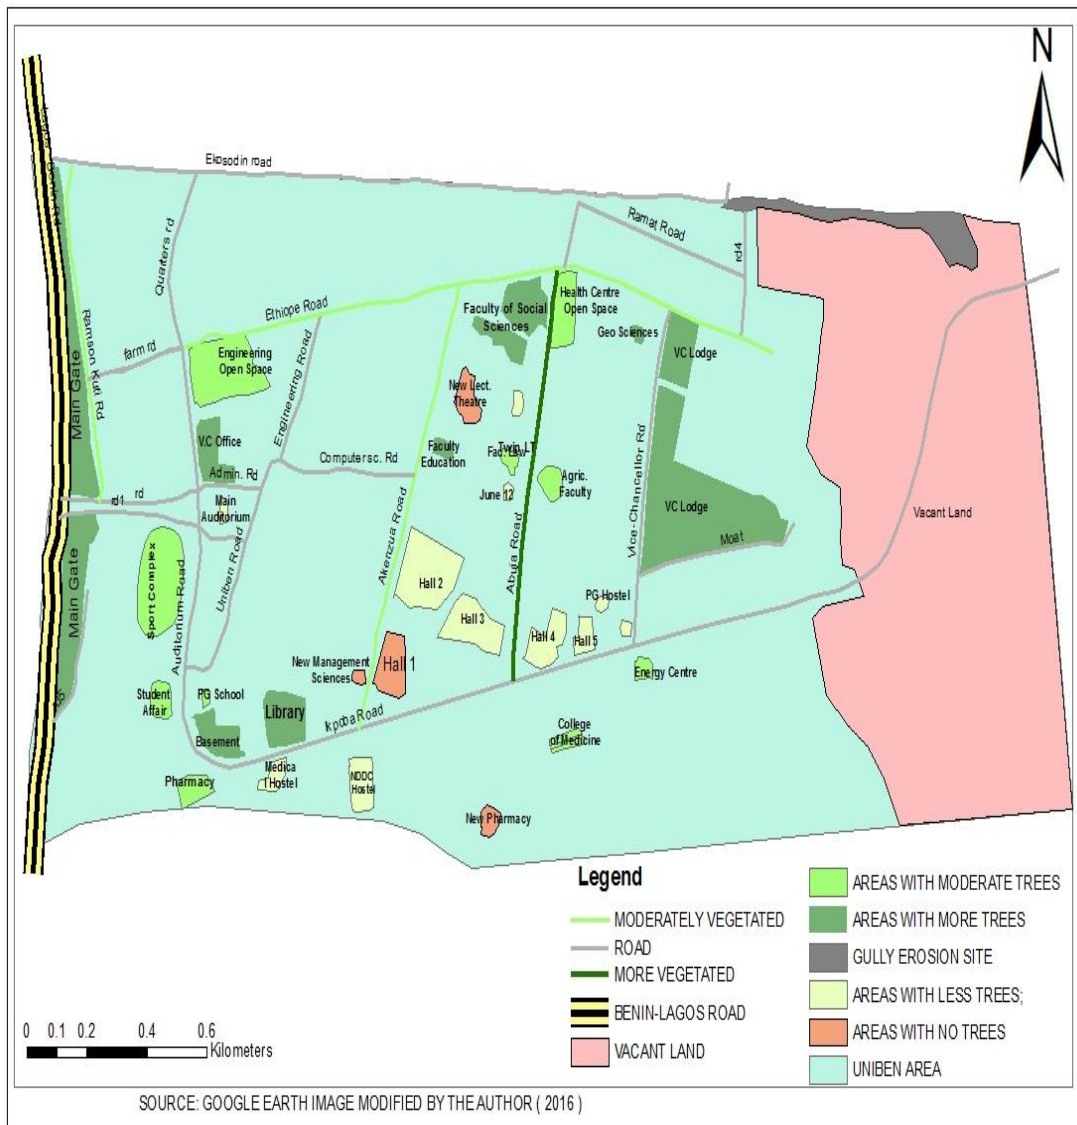 N
Ekosodin road
Quarters rd
Ramat Road
rd4
Ramson Kuti Rd
Ethiope Road
farm rd
Engineering
Open Space
Engineering Road
Faculty of Social
Sciences
Health Centre
Open Space
Geo Sciences
VC Lodge
Main Gate
New Lect.
Theatre
V.C Office
Admin. Rd
Computer sc. Rd
Faculty
Education
Twin LT
Fac. Law
June 12
Agric.
Faculty
rd
rd1
Main
Auditorium
Vice-Chancellor Rd
VC Lodge
Moat
Vacant Land
Akenzua Road
Abuja Road
Main Gate
Sport Complex
Auditorium Road
Uniben Road
Hall 2
Hall 3
Hall 4
Hall 5
PG Hostel
New Management
Sciences
Hall 1
Energy Centre
Student
Affair
PG School
Library
Ikpoba Road
Basement
College
of Medicine
Pharmacy
Medica
l Hostel
NDDC
Hostel
New Pharmacy
Legend
MODERATELY VEGETATED
ROAD
MORE VEGETATED
BENIN-LAGOS ROAD
VACANT LAND
AREAS WITH MODERATE TREES
AREAS WITH MORE TREES
GULLY EROSION SITE
AREAS WITH LESS TREES;
AREAS WITH NO TREES
UNIBEN AREA
0 0.1 0.2 0.4 0.6
Kilometers
SOURCE: GOOGLE EARTH IMAGE MODIFIED BY THE AUTHOR ( 2016 )